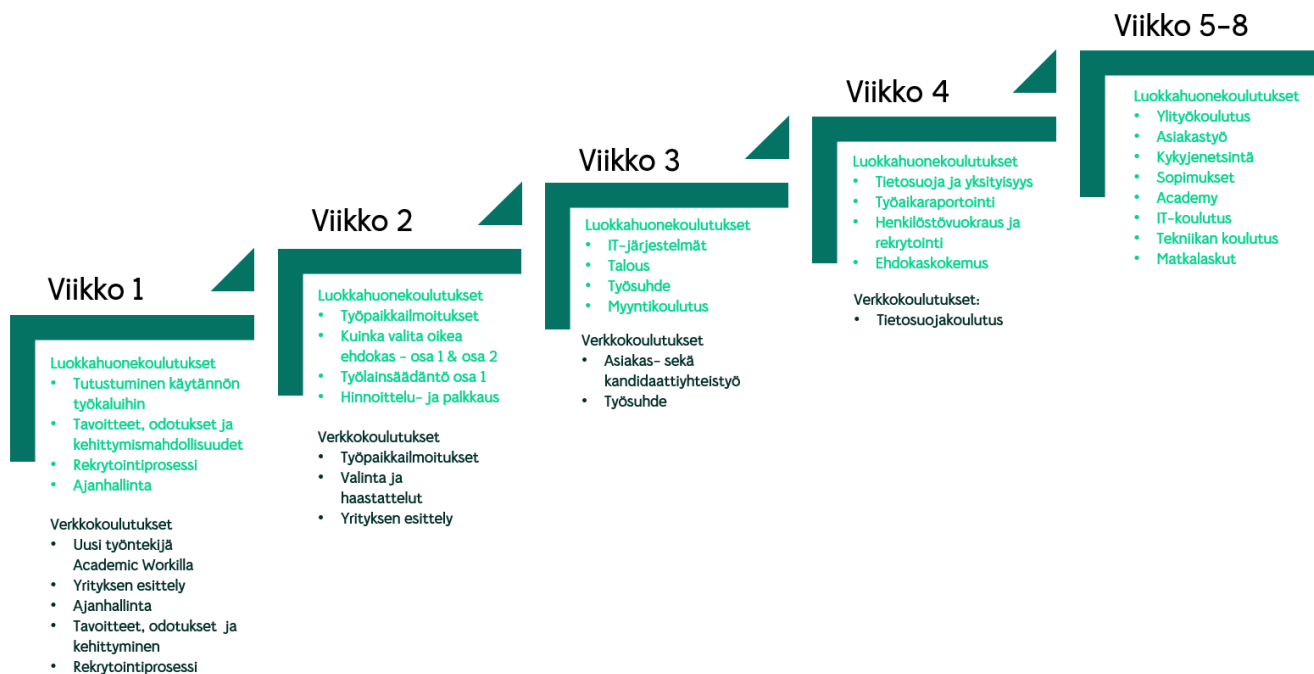 Viikko 1
Luokkahuonekoulutukset
• Tutustuminen käytännön
työkaluihin
• Tavoitteet, odotukset ja
kehittymismahdollisuudet
• Rekrytointiprosessi
• Ajanhallinta
Verkkokoulutukset
• Uusi työntekijä
Academic Workilla
• Yrityksen esittely
• Ajanhallinta
• Tavoitteet, odotukset ja
kehittyminen
• Rekrytointiprosessi
Viikko 2
Luokkahuonekoulutukset
• Työpaikkailmoitukset
• Kuinka valita oikea
ehdokas - osa 1 & osa 2
• Työlainsäädäntö osa 1
• Hinnoittelu- ja palkkaus
Verkkokoulutukset
• Työpaikkailmoitukset
• Valinta ja
haastattelut
• Yrityksen esittely
Viikko 3
Luokkahuonekoulutukset
• IT-järjestelmät
• Talous
• Työsuhde
• Myyntikoulutus
Verkkokoulutukset
• Asiakas- sekä
kandidaattiyhteistyö
• Työsuhde
Viikko 4
Luokkahuonekoulutukset
• Tietosuoja ja yksityisyys
• Työaikaraportointi
• Henkilöstövuokraus ja
rekrytointi
• Ehdokaskokemus
Verkkokoulutukset:
• Tietosuojakoulutus
Viikko 5-8
Luokkahuonekoulutukset
• Ylityökoulutus
• Asiakastyö
• Kykyjenetsintä
• Sopimukset
• Academy
• IT-koulutus
• Tekniikan koulutus
• Matkalaskut